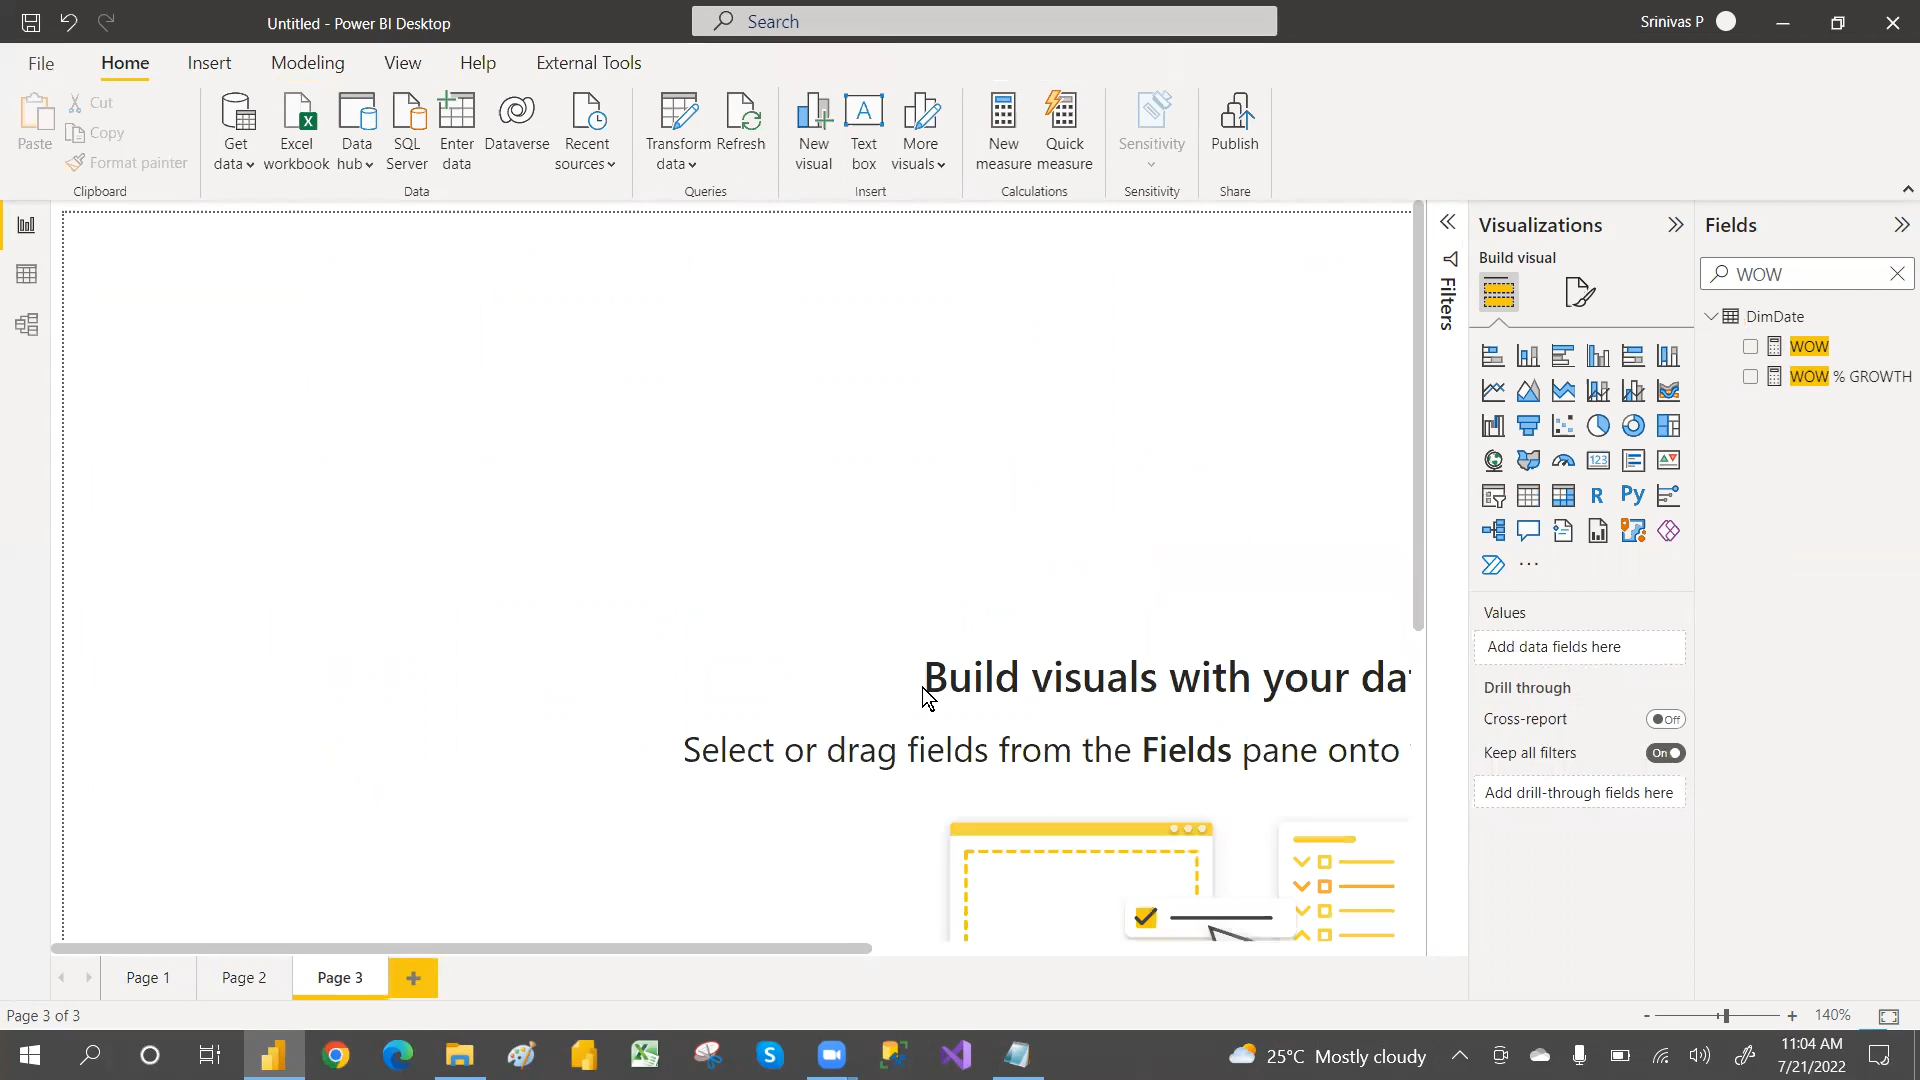 Untitled - Power BI Desktop
Search
Srinivas P
File
Home
Insert
Modeling
View
Help
External Tools
Paste
Cut
Copy
Format painter
Clipboard
Get
data
Excel
workbook
Data
hub
SQL
Server
Enter
data
Dataverse
Recent
sources
Data
Transform
data
Refresh
Queries
New
visual
Text
box
More
visuals
Insert
New
measure
Quick
measure
Calculations
Sensitivity
Sensitivity
Publish
Share
Filters
Visualizations
Build visual
123
R
Py
Values
Add data fields here
Drill through
Cross-report
Off
Keep all filters
On
Add drill-through fields here
Fields
WOW
DimDate
WOW
WOW % GROWTH
Build visuals with your dat
Select or drag fields from the Fields pane onto
Page 1
Page 2
Page 3
Page 3 of 3
- + 140%
25°C Mostly cloudy
11:04 AM
7/21/2022